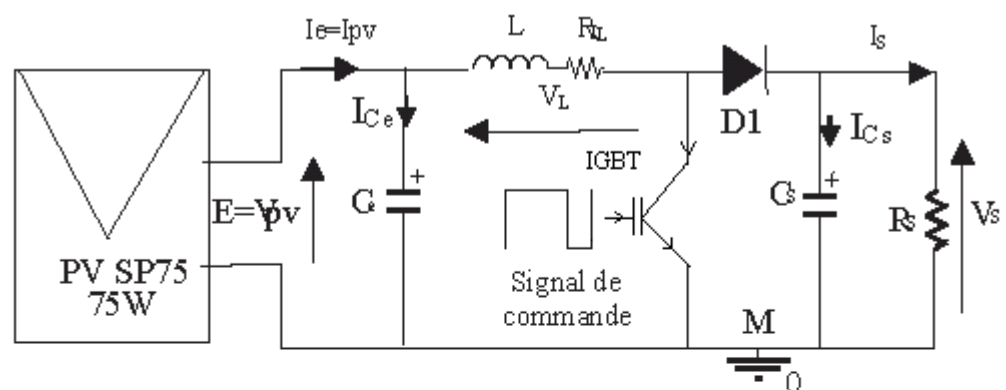 Ie=Ipv
L
RL
Is
ICe
VL
D1
ICs
IGBT
E=Vpv
Ce
Cs
Rs
Vs
PV SP75
75W
Signal de
commande
M
0